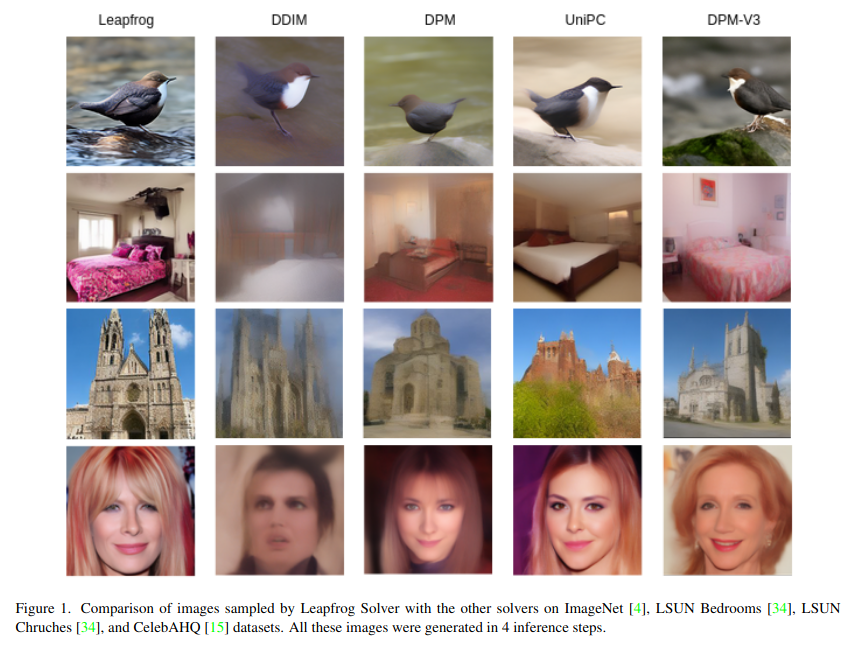 Leapfrog DDIM DPM UniPC DPM-V3
Figure 1. Comparison of images sampled by Leapfrog Solver with the other solvers on ImageNet [4], LSUN Bedrooms [34], LSUN
Chruches [34], and CelebAHQ [15] datasets. All these images were generated in 4 inference steps.